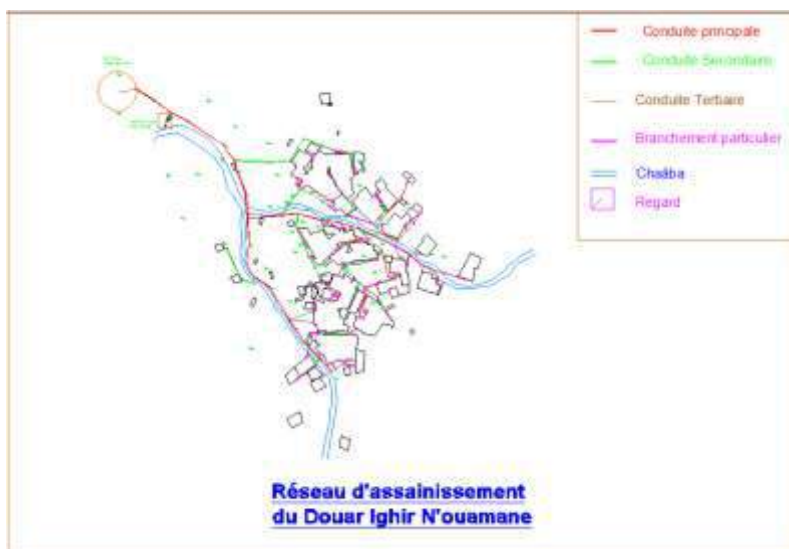 Conduite principale
Conduite Secondaire
Conduite Tertiaire
Branchement particulier
Chaâba
Regard
Réseau d'assainissement
du Douar Ighir N'ouamane